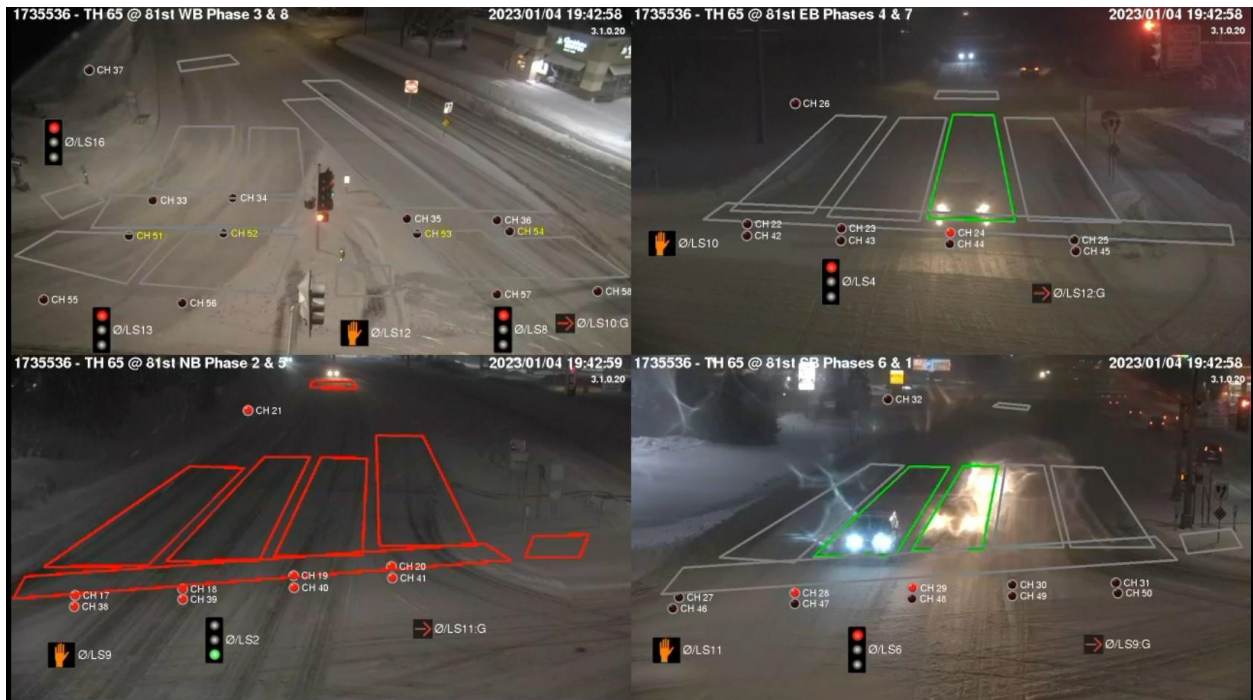 1735536 - TH 65 @ 81st WB Phase 3 & 8
2023/01/04 19:42:58
3.1.0.20
CH 37
Ø/LS16
CH 33
CH 34
CH 35
CH 36
CH 51
CH 52
CH 53
CH 54
CH 55
CH 56
CH 57
CH 58
Ø/LS13
Ø/LS12
Ø/LS8
Ø/LS10:G
1735536 - TH 65 @ 81st EB Phases 4 & 7
2023/01/04 19:42:58
3.1.0.20
CH 26
CH 22
CH 42
CH 23
CH 43
CH 24
CH 44
CH 25
CH 45
Ø/LS10
Ø/LS4
Ø/LS12:G
1735536 - TH 65 @ 81st NB Phase 2 & 5
2023/01/04 19:42:59
3.1.0.20
CH 21
CH 17
CH 38
CH 18
CH 39
CH 19
CH 40
CH 20
CH 41
Ø/LS9
Ø/LS2
Ø/LS11:G
1735536 - TH 65 @ 81st SB Phases 6 & 1
2023/01/04 19:42:58
3.1.0.20
CH 32
CH 27
CH 46
CH 28
CH 47
CH 29
CH 48
CH 30
CH 49
CH 31
CH 50
Ø/LS11
Ø/LS6
Ø/LS9:G